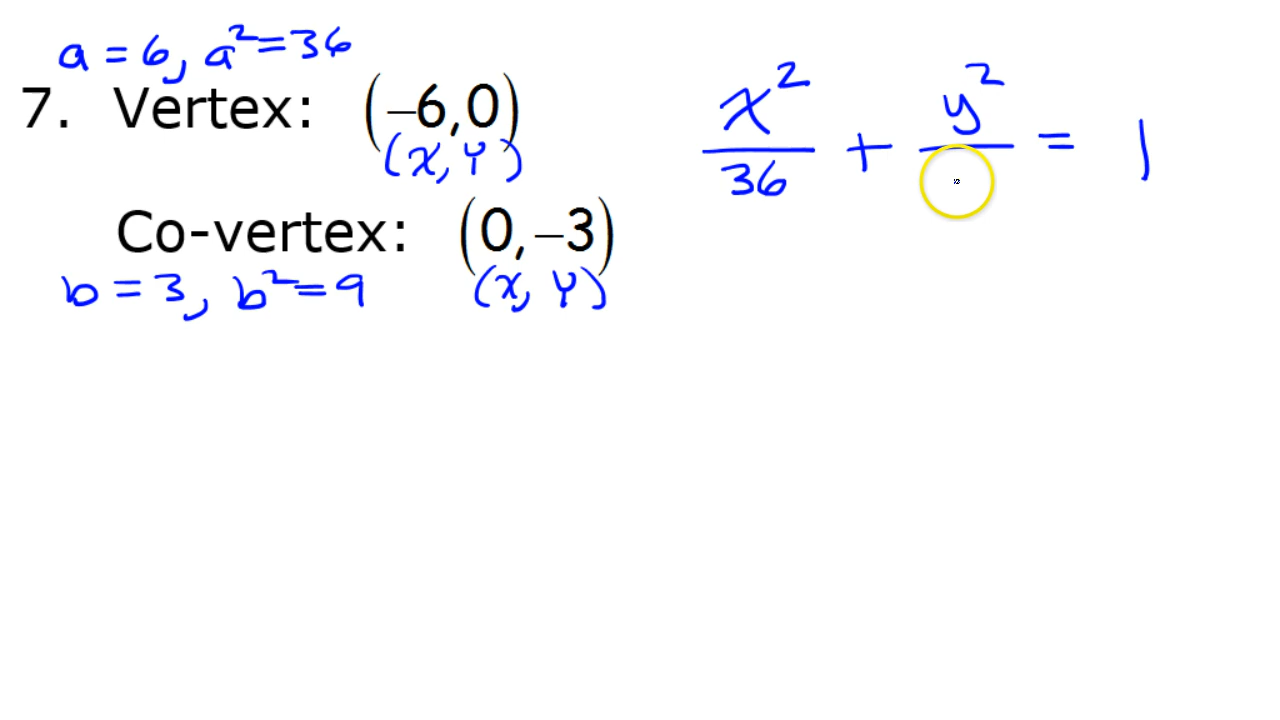 a = 6, a² = 36
7. Vertex: (−6,0)
(X, Y)
Co-vertex: (0,−3)
b = 3, b² = 9 (X, Y)
x²/36 + y²/ = 1